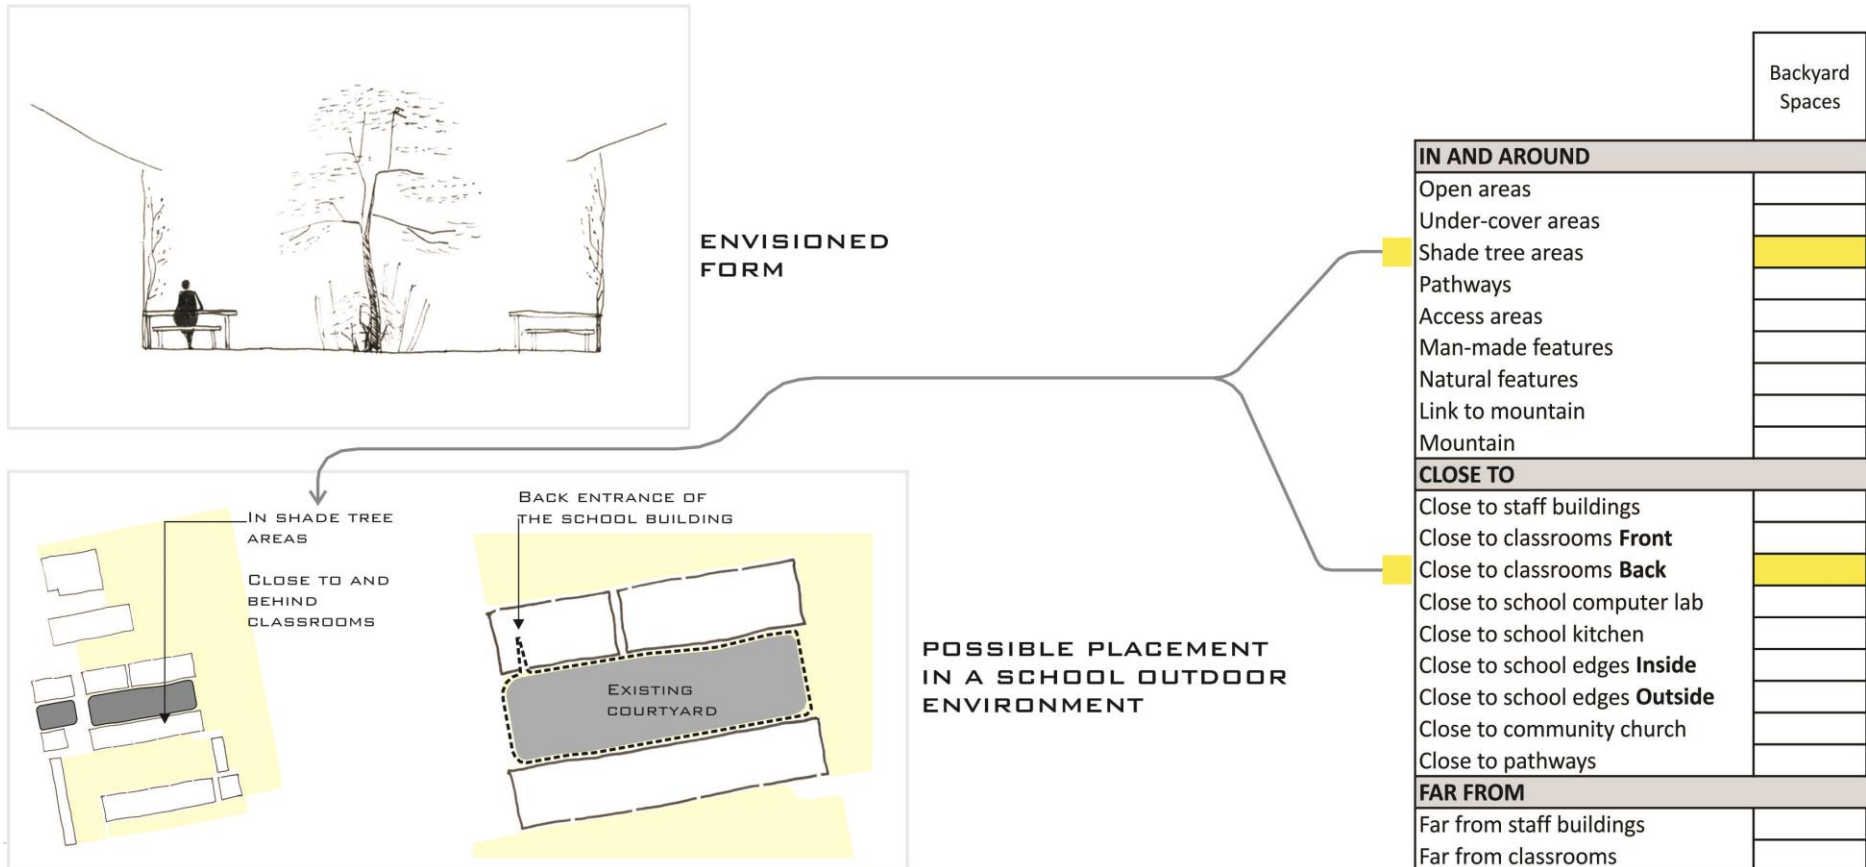 ENVISIONED
FORM
IN SHADE TREE
AREAS
CLOSE TO AND
BEHIND
CLASSROOMS
BACK ENTRANCE OF
THE SCHOOL BUILDING
EXISTING
COURTYARD
POSSIBLE PLACEMENT
IN A SCHOOL OUTDOOR
ENVIRONMENT
Backyard
Spaces
IN AND AROUND
Open areas
Under-cover areas
Shade tree areas
Pathways
Access areas
Man-made features
Natural features
Link to mountain
Mountain
CLOSE TO
Close to staff buildings
Close to classrooms Front
Close to classrooms Back
Close to school computer lab
Close to school kitchen
Close to school edges Inside
Close to school edges Outside
Close to community church
Close to pathways
FAR FROM
Far from staff buildings
Far from classrooms